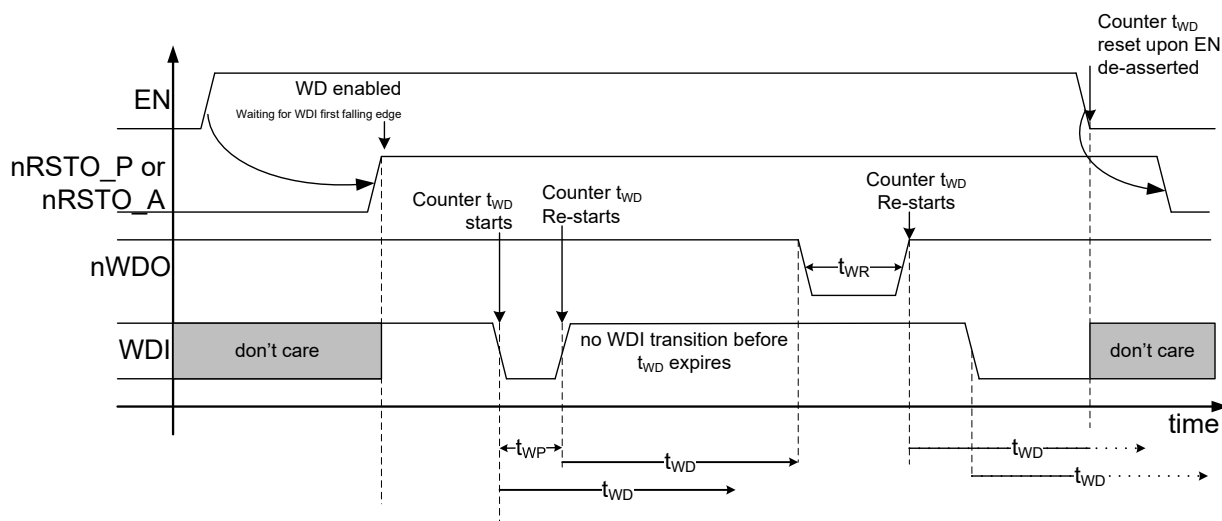 Counter tWD
reset upon EN
de-asserted
EN
WD enabled
Waiting for WDI first falling edge
nRSTO_P or
nRSTO_A
Counter tWD
starts
Counter tWD
Re-starts
Counter tWD
Re-starts
nWDO
tWR
WDI
don't care
no WDI transition before
tWD expires
don't care
time
tWP
tWD
tWD
tWD
tWD